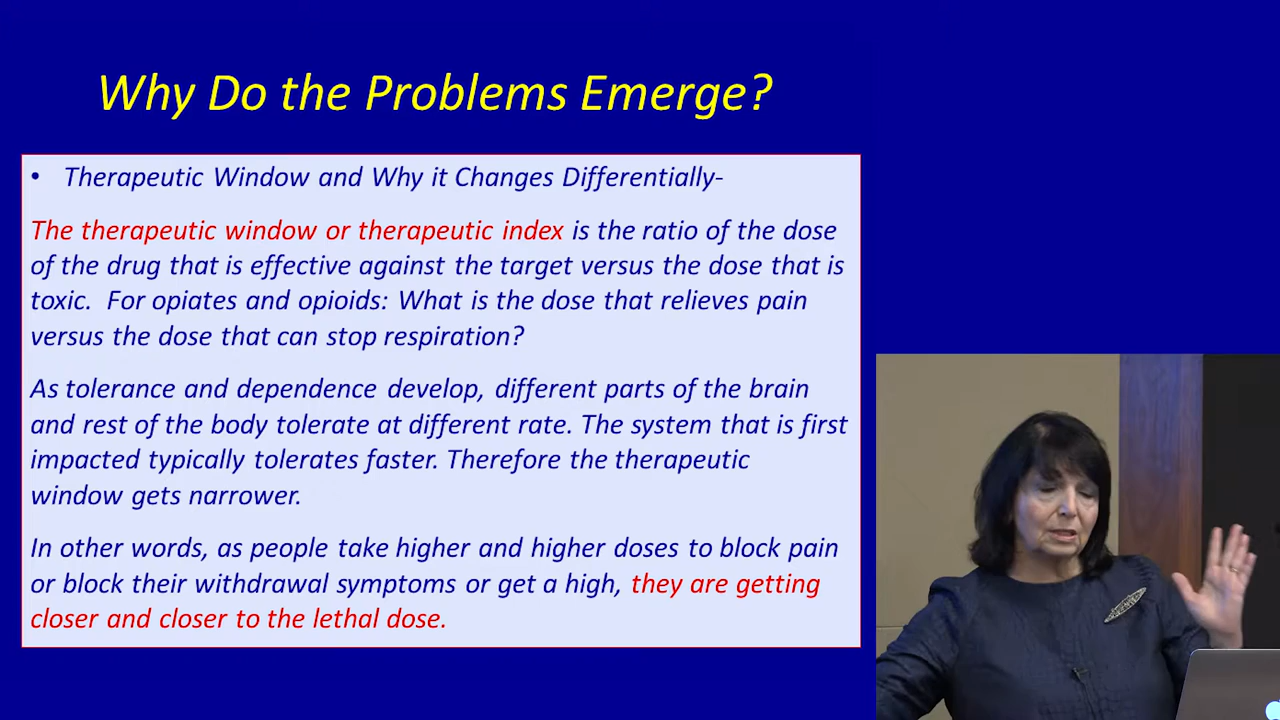 Why Do the Problems Emerge?
• Therapeutic Window and Why it Changes Differentially-
The therapeutic window or therapeutic index is the ratio of the dose
of the drug that is effective against the target versus the dose that is
toxic. For opiates and opioids: What is the dose that relieves pain
versus the dose that can stop respiration?
As tolerance and dependence develop, different parts of the brain
and rest of the body tolerate at different rate. The system that is first
impacted typically tolerates faster. Therefore the therapeutic
window gets narrower.
In other words, as people take higher and higher doses to block pain
or block their withdrawal symptoms or get a high, they are getting
closer and closer to the lethal dose.